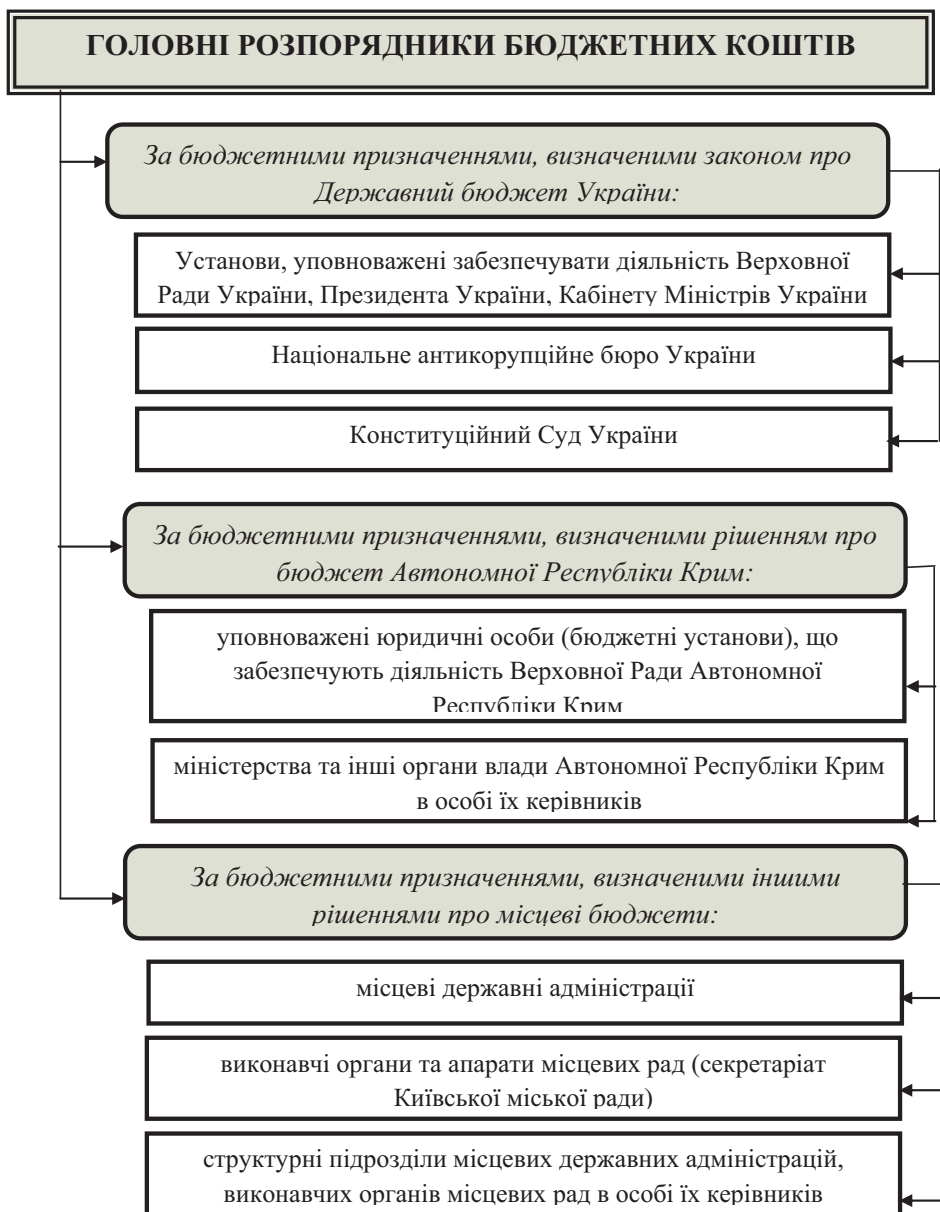 ГОЛОВНІ РОЗПОРЯДНИКИ БЮДЖЕТНИХ КОШТІВ
За бюджетними призначеннями, визначеними законом про
Державний бюджет України:
Установи, уповноважені забезпечувати діяльність Верховної
Ради України, Президента України, Кабінету Міністрів України
Національне антикорупційне бюро України
Конституційний Суд України
За бюджетними призначеннями, визначеними рішенням про
бюджет Автономної Республіки Крим:
уповноважені юридичні особи (бюджетні установи), що
забезпечують діяльність Верховної Ради Автономної
Республіки Крим
міністерства та інші органи влади Автономної Республіки Крим
в особі їх керівників
За бюджетними призначеннями, визначеними іншими
рішеннями про місцеві бюджети:
місцеві державні адміністрації
виконавчі органи та апарати місцевих рад (секретаріат
Київської міської ради)
структурні підрозділи місцевих державних адміністрацій,
виконавчих органів місцевих рад в особі їх керівників